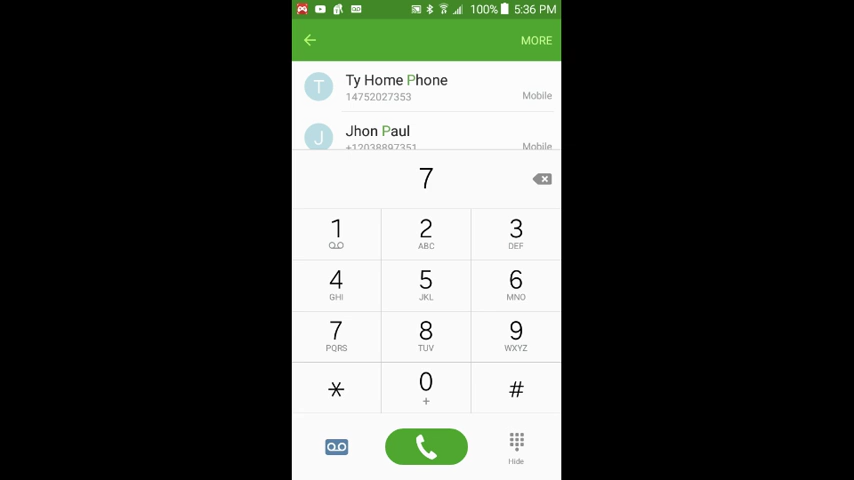 100% 5:36 PM
MORE
T
Ty Home Phone
14752027353
Mobile
J
Jhon Paul
+12038897351
Mobile
7
1 2 3
ABC DEF
4 5 6
GHI JKL MNO
7 8 9
PQRS TUV WXYZ
* 0 #
+
Hide